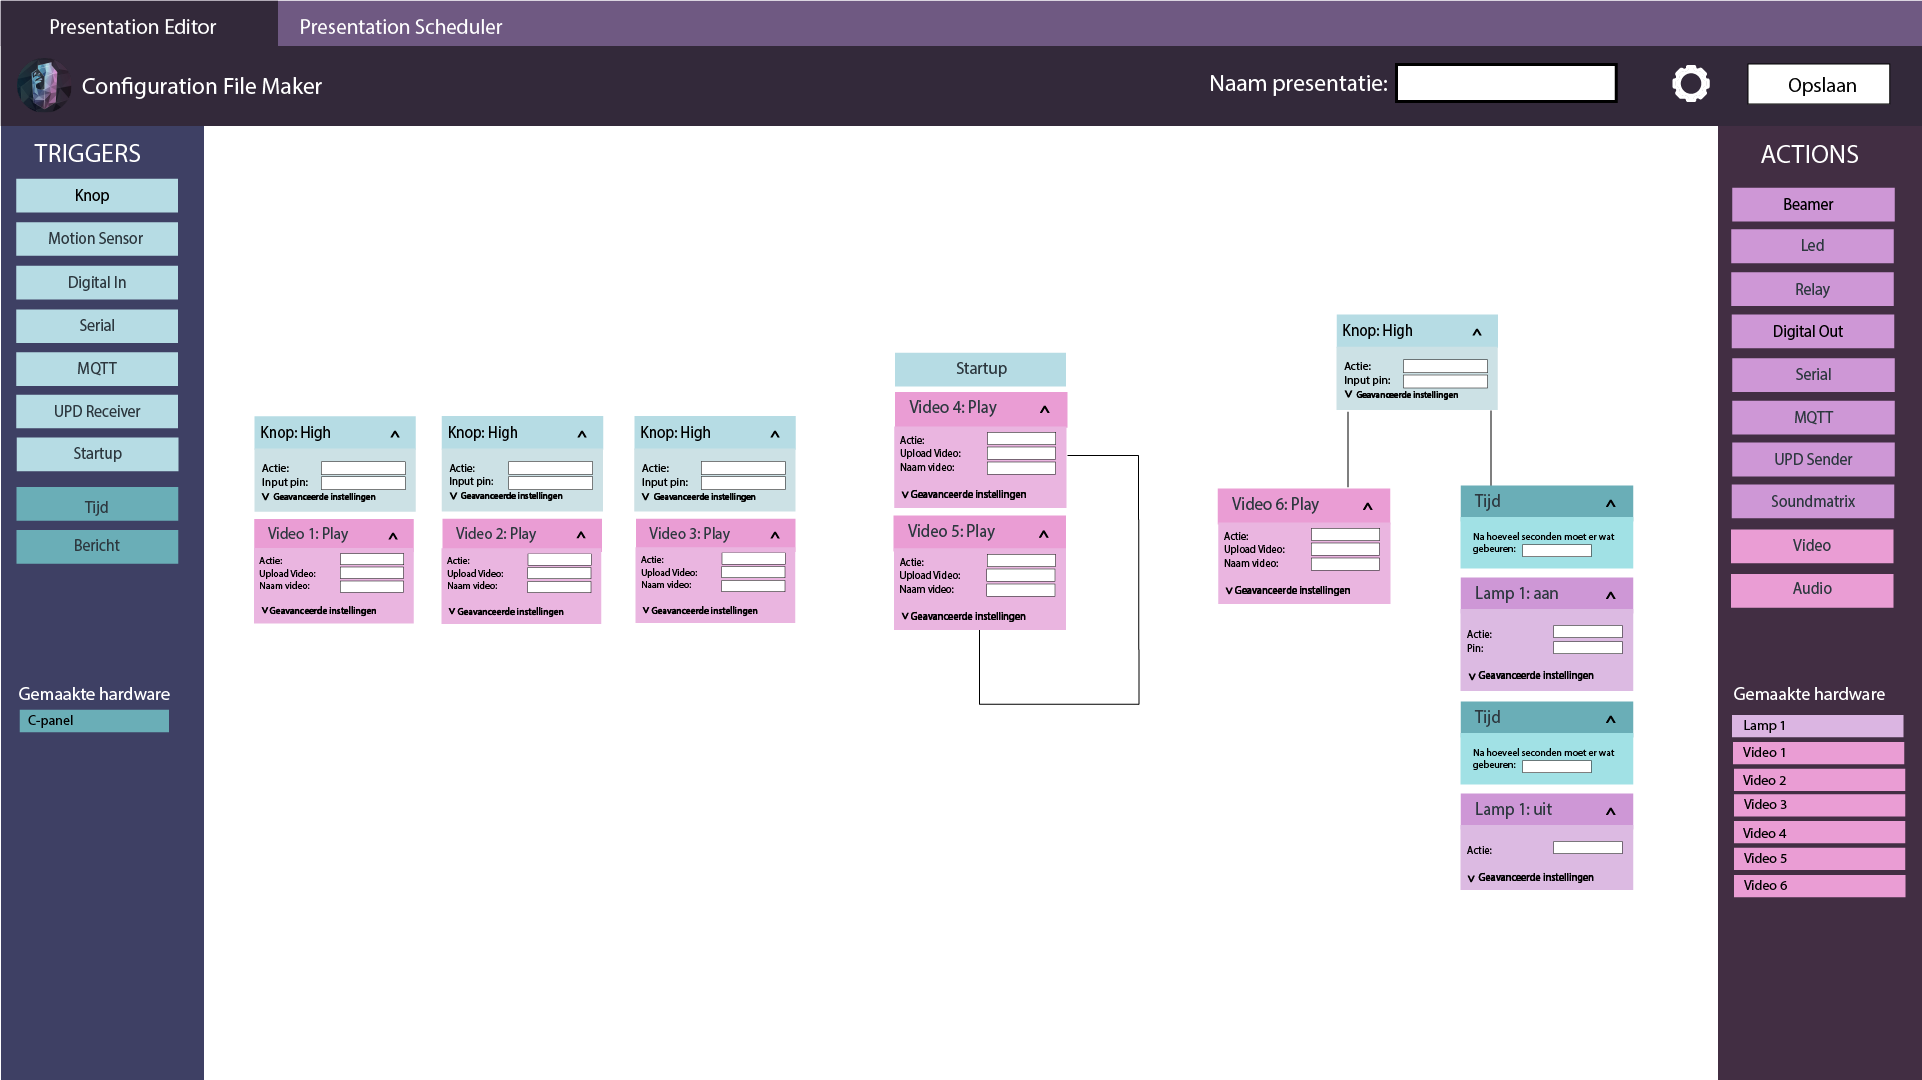 Presentation Editor
Presentation Scheduler
Configuration File Maker
Naam presentatie:
Opslaan
TRIGGERS
Knop
Motion Sensor
Digital In
Serial
MQTT
UPD Receiver
Startup
Tijd
Bericht
Gemaakte hardware
C-panel
Knop: High
Actie:
Input pin:
Geavanceerde instellingen
Video 1: Play
Actie:
Upload Video:
Naam video:
Geavanceerde instellingen
Knop: High
Actie:
Input pin:
Geavanceerde instellingen
Video 2: Play
Actie:
Upload Video:
Naam video:
Geavanceerde instellingen
Knop: High
Actie:
Input pin:
Geavanceerde instellingen
Video 3: Play
Actie:
Upload Video:
Naam video:
Geavanceerde instellingen
Startup
Video 4: Play
Actie:
Upload Video:
Naam video:
Geavanceerde instellingen
Video 5: Play
Actie:
Upload Video:
Naam video:
Geavanceerde instellingen
Knop: High
Actie:
Input pin:
Geavanceerde instellingen
Video 6: Play
Actie:
Upload Video:
Naam video:
Geavanceerde instellingen
Tijd
Na hoeveel seconden moet er wat
gebeuren:
Lamp 1: aan
Actie:
Pin:
Geavanceerde instellingen
Tijd
Na hoeveel seconden moet er wat
gebeuren:
Lamp 1: uit
Actie:
Geavanceerde instellingen
ACTIONS
Beamer
Led
Relay
Digital Out
Serial
MQTT
UPD Sender
Soundmatrix
Video
Audio
Gemaakte hardware
Lamp 1
Video 1
Video 2
Video 3
Video 4
Video 5
Video 6